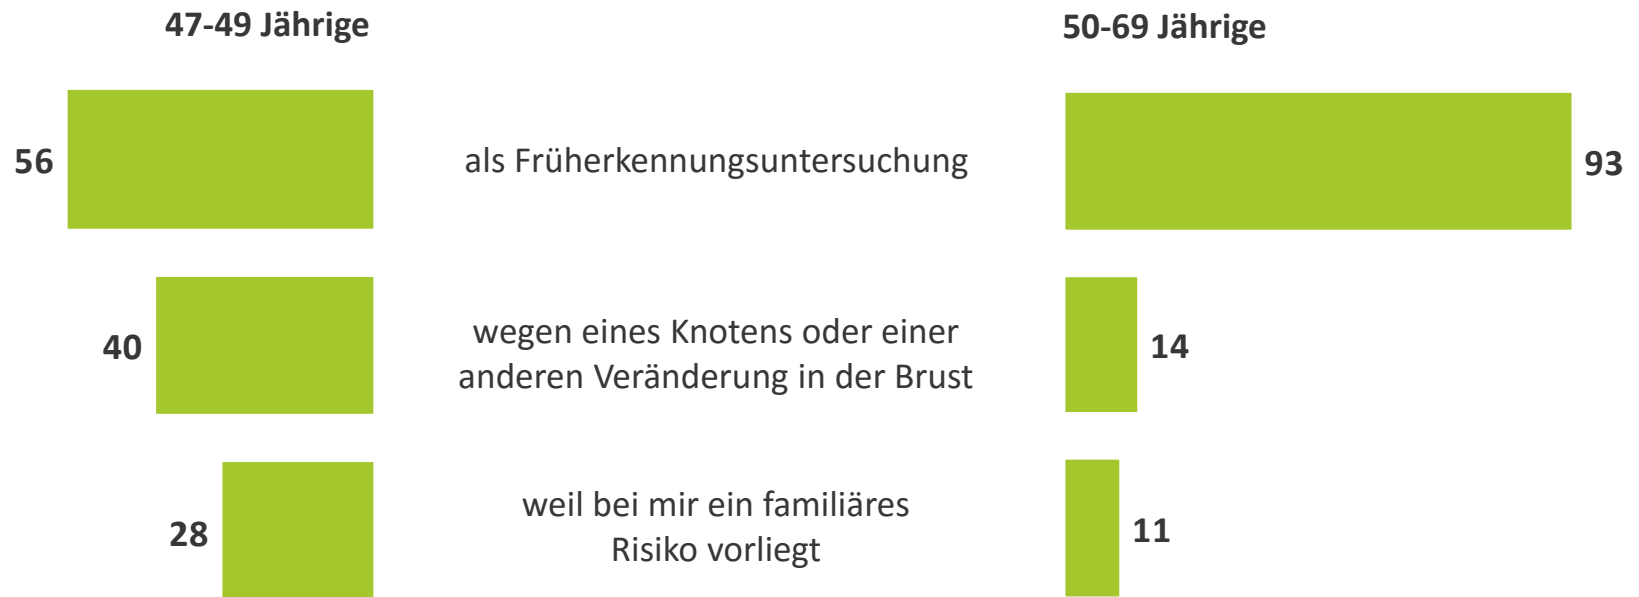 47-49 Jährige
50-69 Jährige
56
als Früherkennungsuntersuchung
93
40
wegen eines Knotens oder einer
anderen Veränderung in der Brust
14
28
weil bei mir ein familiäres
Risiko vorliegt
11